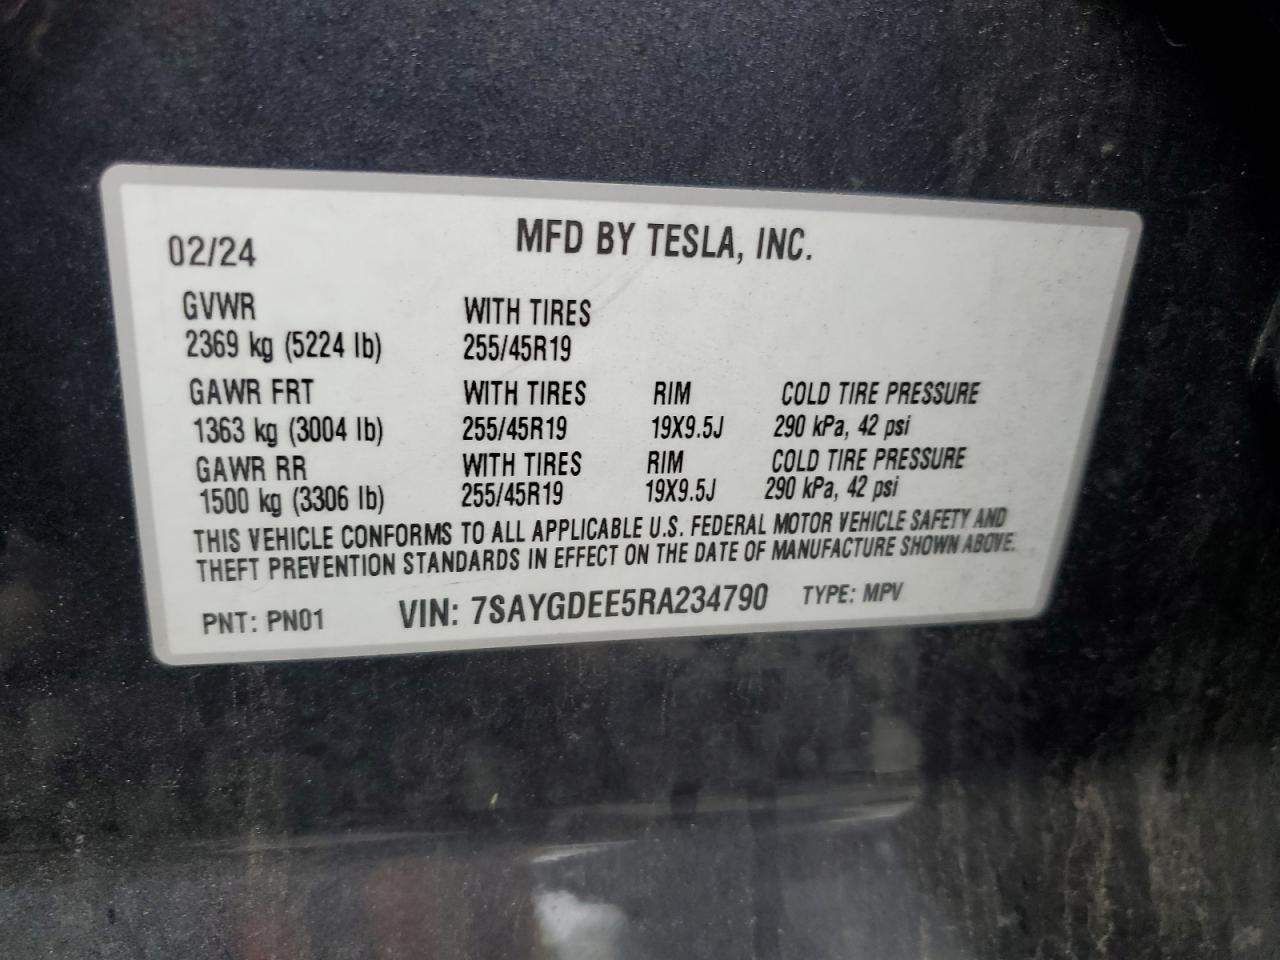 02/24 MFD BY TESLA, INC.
GVWR WITH TIRES
2369 kg (5224 lb) 255/45R19
GAWR FRT WITH TIRES RIM COLD TIRE PRESSURE
1363 kg (3004 lb) 255/45R19 19X9.5J 290 kPa, 42 psi
GAWR RR WITH TIRES RIM COLD TIRE PRESSURE
1500 kg (3306 lb) 255/45R19 19X9.5J 290 kPa, 42 psi
THIS VEHICLE CONFORMS TO ALL APPLICABLE U.S. FEDERAL MOTOR VEHICLE SAFETY AND
THEFT PREVENTION STANDARDS IN EFFECT ON THE DATE OF MANUFACTURE SHOWN ABOVE.
PNT: PN01 VIN: 7SAYGDEE5RA234790 TYPE: MPV